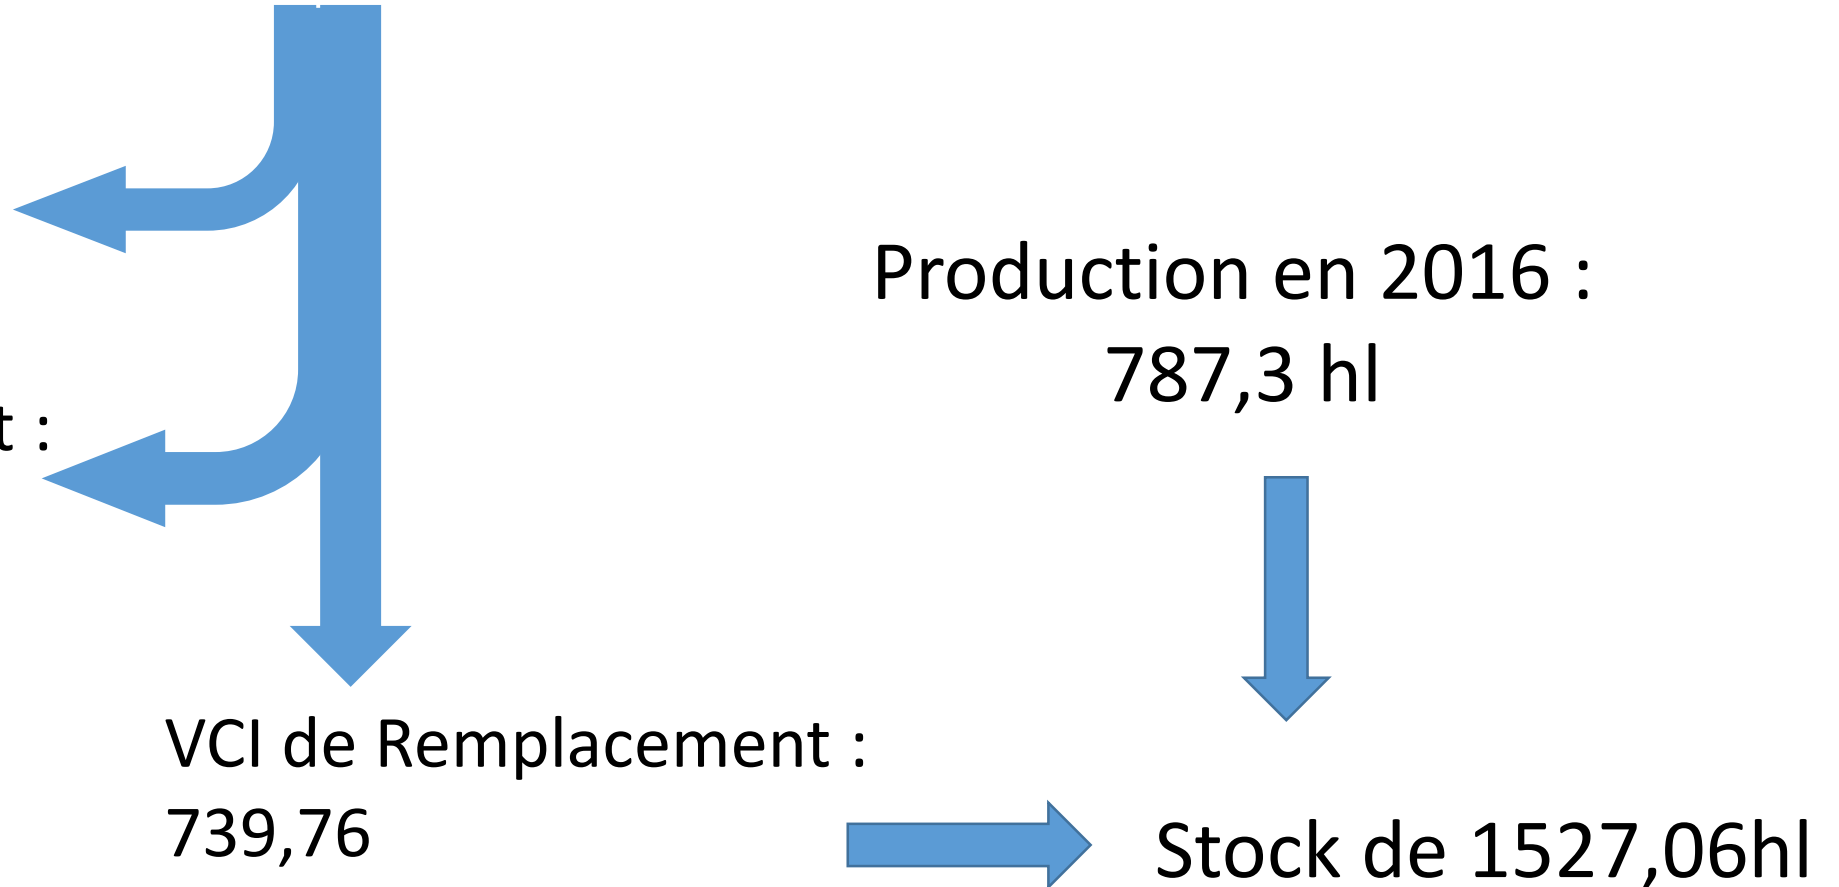 Production en 2016 :
787,3 hl
t :
VCI de Remplacement :
739,76
Stock de 1527,06hl